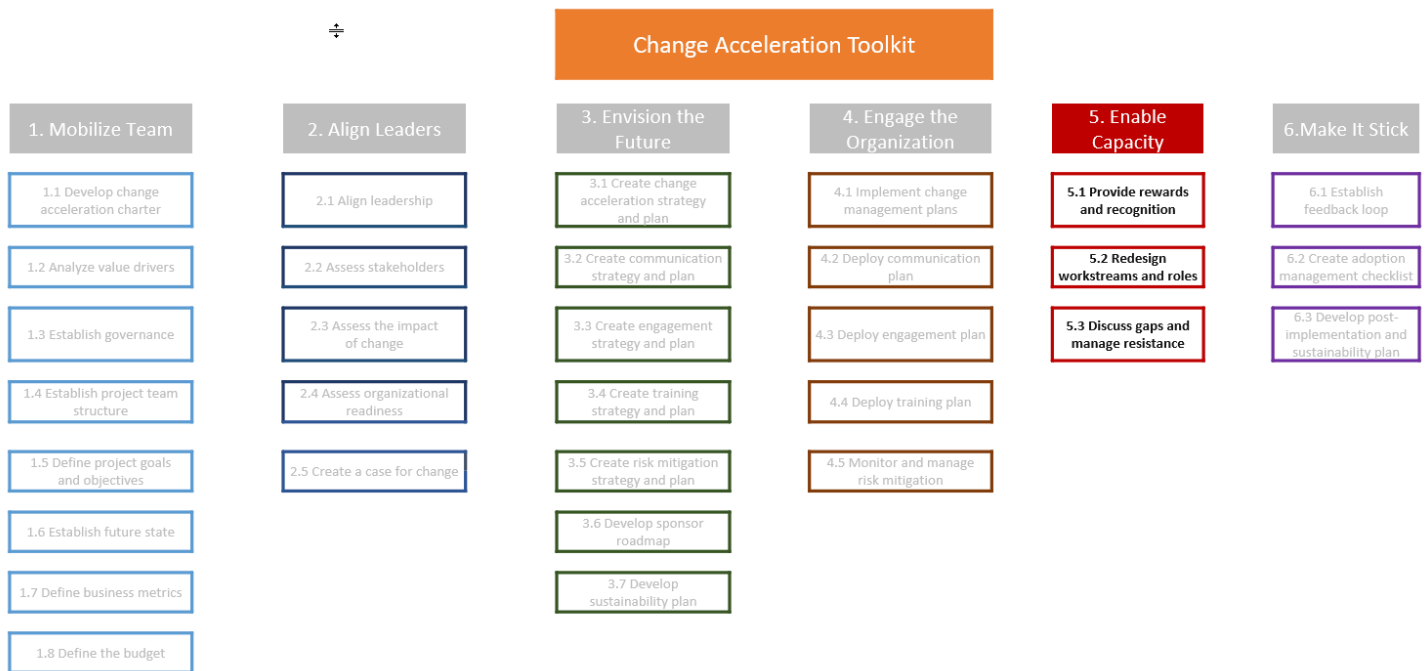 Change Acceleration Toolkit
1. Mobilize Team
1.1 Develop change
acceleration charter
1.2 Analyze value drivers
1.3 Establish governance
1.4 Establish project team
structure
1.5 Define project goals
and objectives
1.6 Establish future state
1.7 Define business metrics
1.8 Define the budget
2. Align Leaders
2.1 Align leadership
2.2 Assess stakeholders
2.3 Assess the impact
of change
2.4 Assess organizational
readiness
2.5 Create a case for change
3. Envision the
Future
3.1 Create change
acceleration strategy
and plan
3.2 Create communication
strategy and plan
3.3 Create engagement
strategy and plan
3.4 Create training
strategy and plan
3.5 Create risk mitigation
strategy and plan
3.6 Develop sponsor
roadmap
3.7 Develop
sustainability plan
4. Engage the
Organization
4.1 Implement change
management plans
4.2 Deploy communication
plan
4.3 Deploy engagement plan
4.4 Deploy training plan
4.5 Monitor and manage
risk mitigation
5. Enable
Capacity
5.1 Provide rewards
and recognition
5.2 Redesign
workstreams and roles
5.3 Discuss gaps and
manage resistance
6.Make It Stick
6.1 Establish
feedback loop
6.2 Create adoption
management checklist
6.3 Develop post-
implementation and
sustainability plan